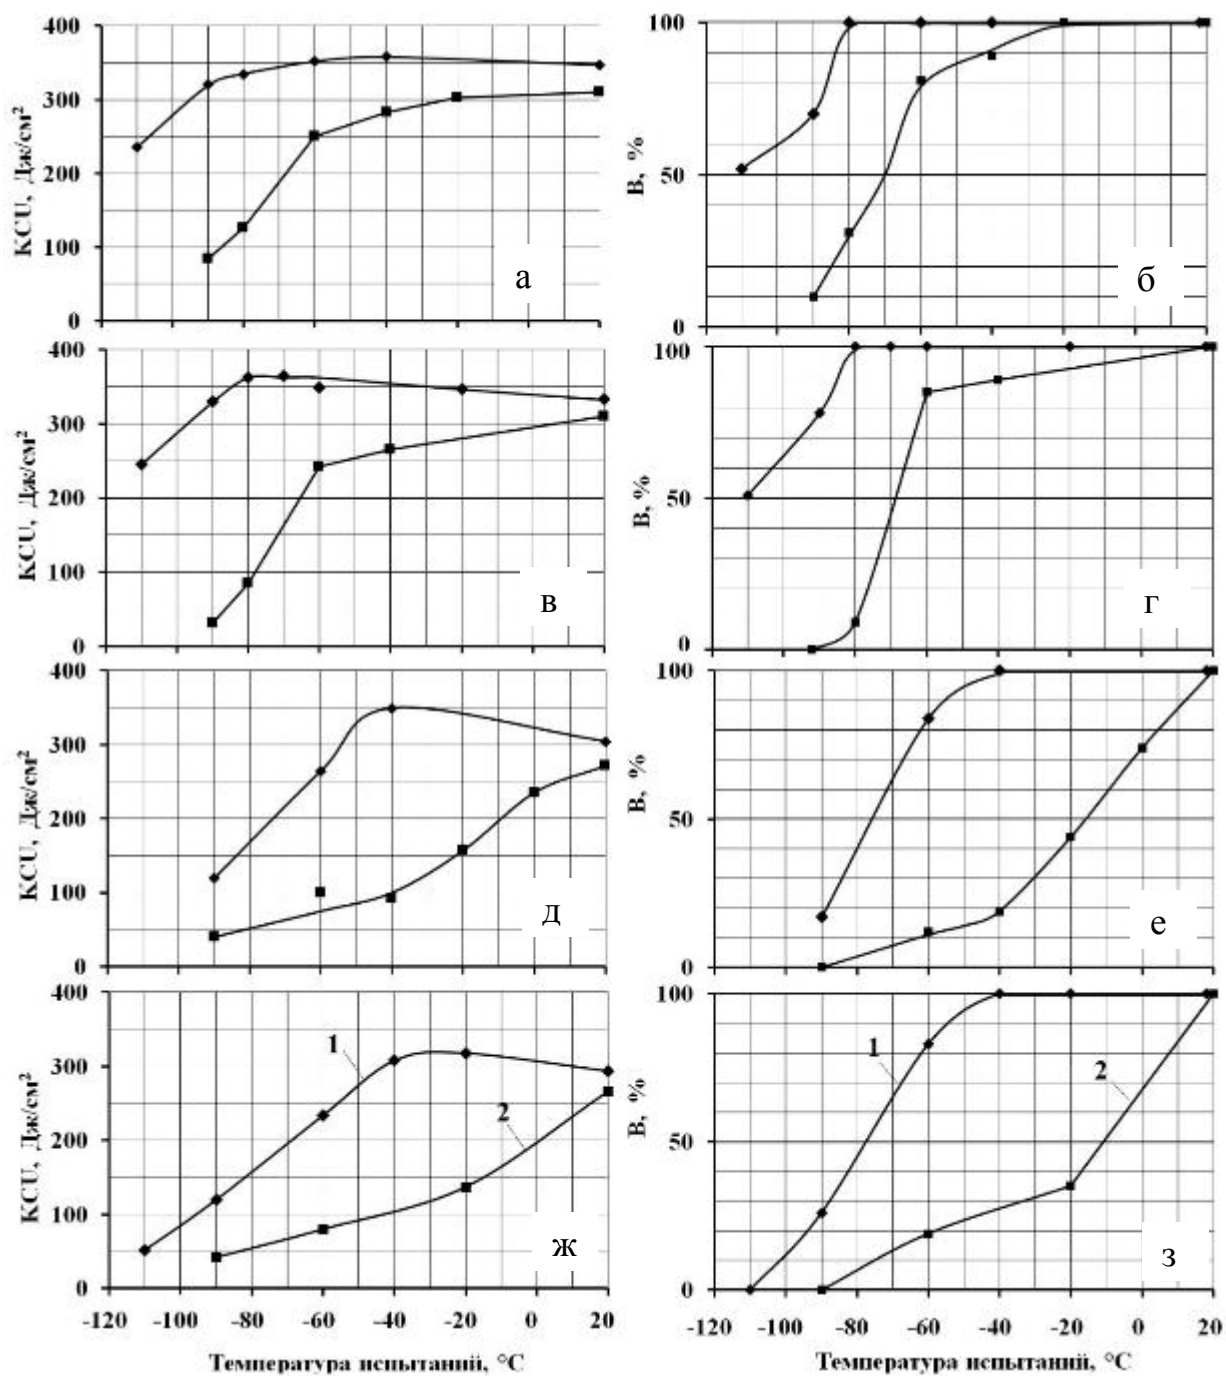 400
300
200
100
0
KCU, Дж/см²
а
100
50
0
В, %
б
400
300
200
100
0
KCU, Дж/см²
в
100
50
0
В, %
г
400
300
200
100
0
KCU, Дж/см²
д
100
50
0
В, %
е
400
300
200
100
0
KCU, Дж/см²
1
2
ж
-120 -100 -80 -60 -40 -20 0 20
Температура испытаний, °С
100
50
0
В, %
1
2
з
-120 -100 -80 -60 -40 -20 0 20
Температура испытаний, °С